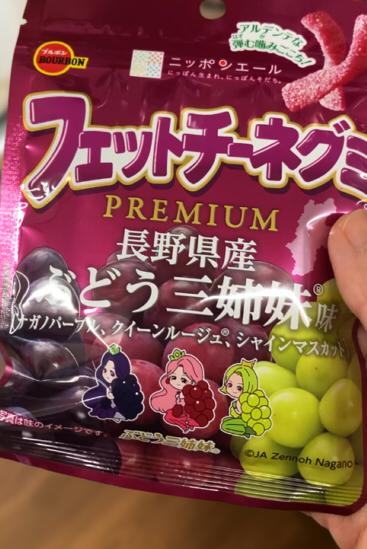 ブルボン
BOURBON
ニッポンエール
にっぽん生まれ、にっぽんそだち。
アルデンテな
弾む噛みごこち!
フェットチーネグミ
PREMIUM
長野県産
ぶどう三姉妹®味
(ナガノパープル、クイーンルージュ®、シャインマスカット)
写真は味のイメージです。
ぶどう三姉妹
©JA Zennoh Nagano